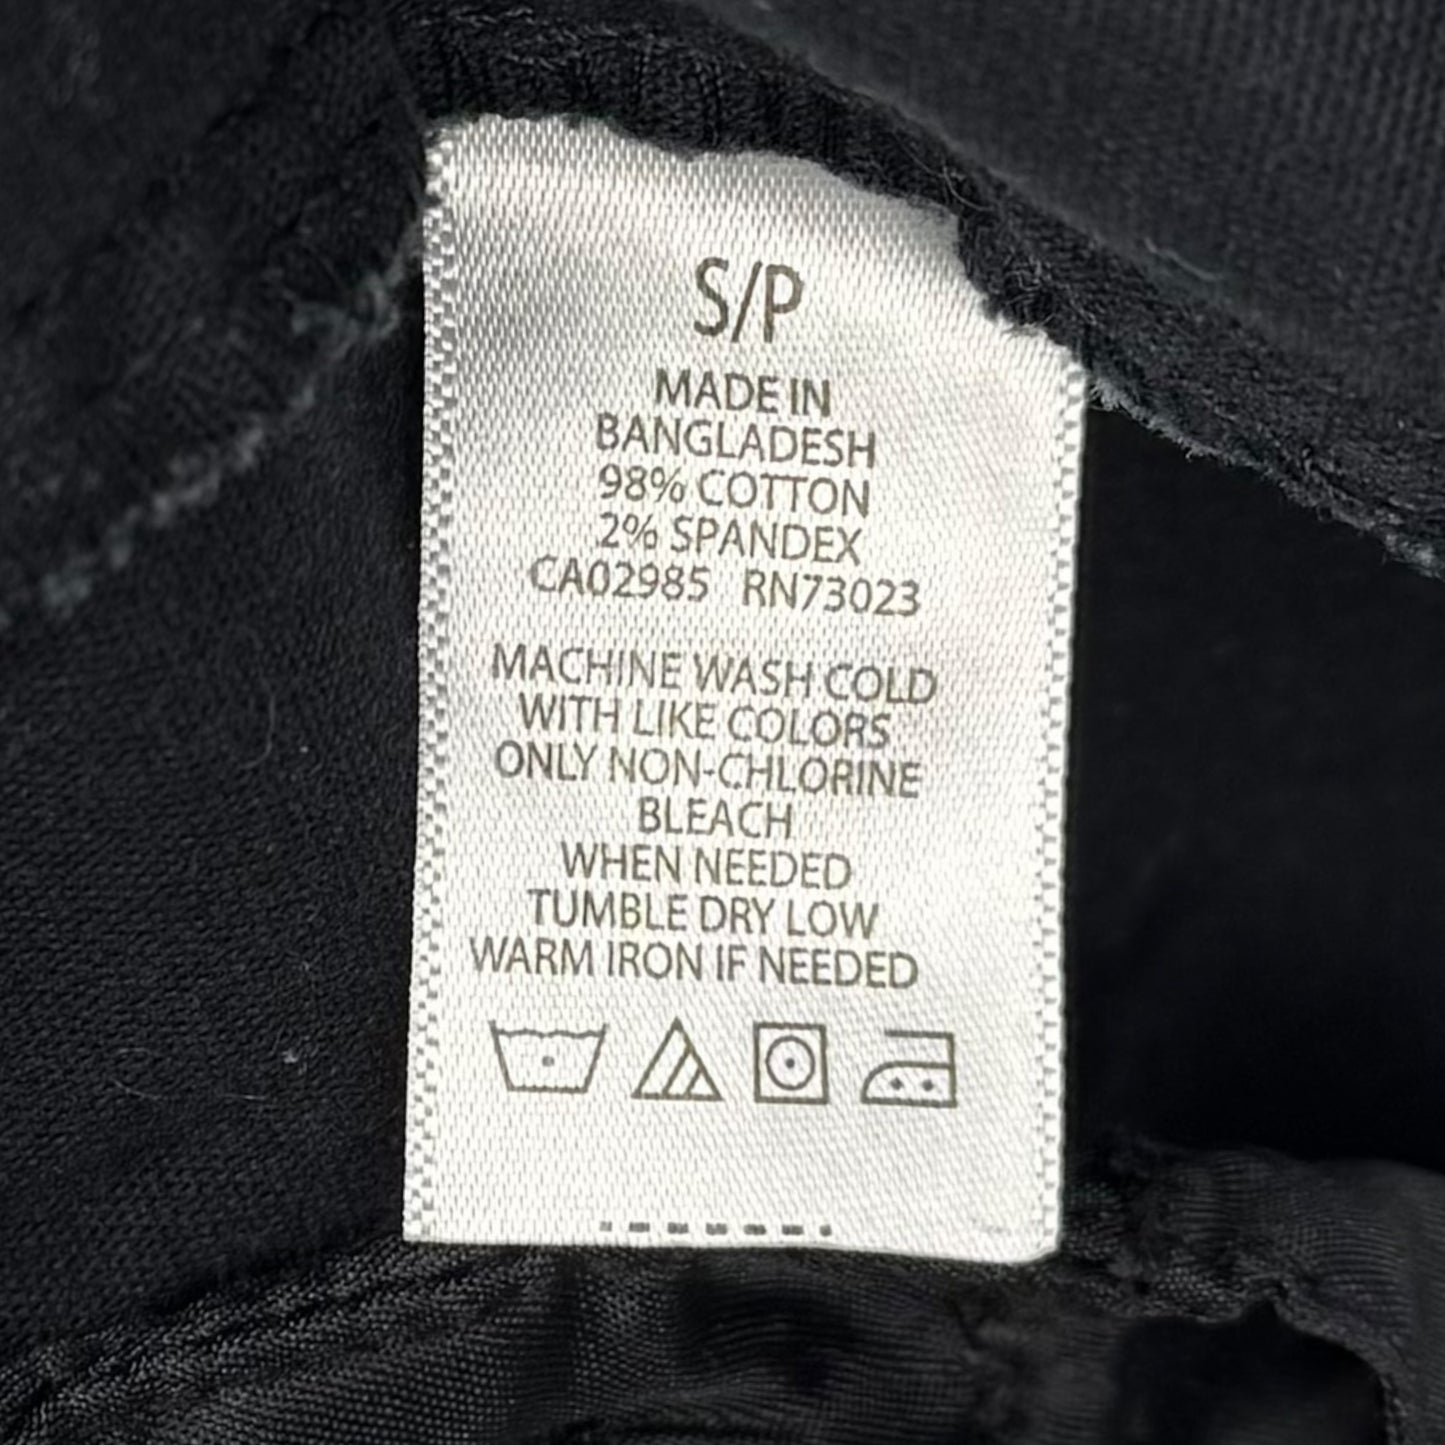 S/P
MADE IN
BANGLADESH
98% COTTON
2% SPANDEX
CA02985 RN73023
MACHINE WASH COLD
WITH LIKE COLORS
ONLY NON-CHLORINE
BLEACH
WHEN NEEDED
TUMBLE DRY LOW
WARM IRON IF NEEDED